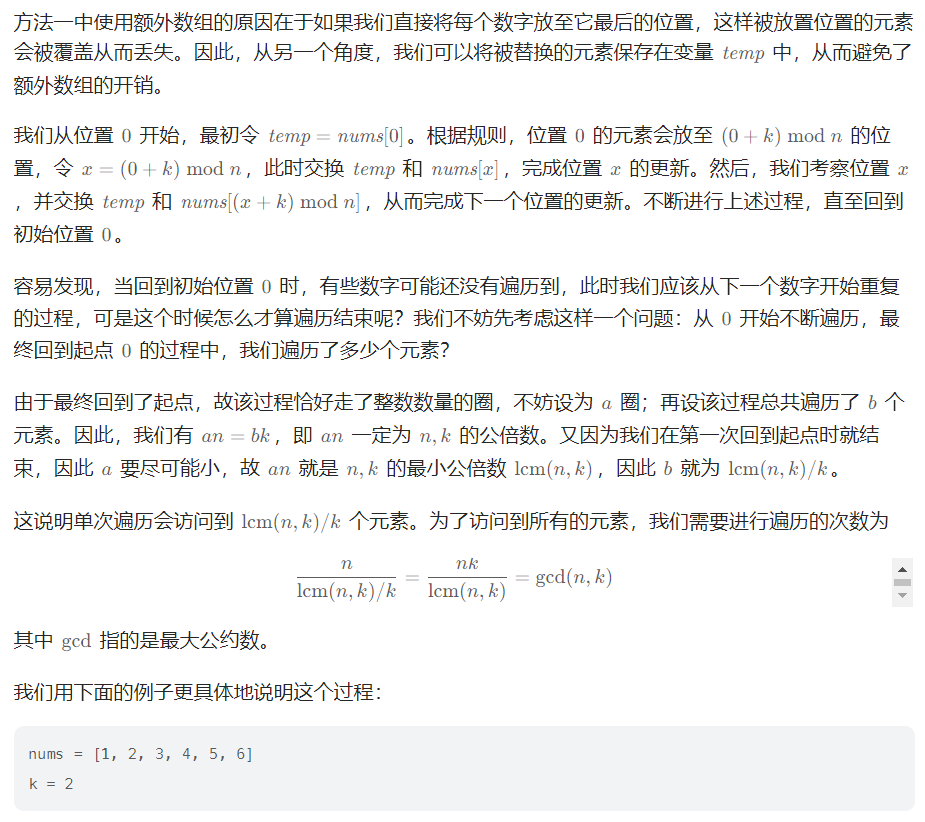 方法一中使用额外数组的原因在于如果我们直接将每个数字放至它最后的位置，这样被放置位置的元素
会被覆盖从而丢失。因此，从另一个角度，我们可以将被替换的元素保存在变量 temp 中，从而避免了
额外数组的开销。
我们从位置 0 开始，最初令 temp = nums[0]。根据规则，位置 0 的元素会放至 (0 + k) mod n 的位
置，令 x = (0 + k) mod n，此时交换 temp 和 nums[x]，完成位置 x 的更新。然后，我们考察位置 x
，并交换 temp 和 nums[(x + k) mod n]，从而完成下一个位置的更新。不断进行上述过程，直至回到
初始位置 0。
容易发现，当回到初始位置 0 时，有些数字可能还没有遍历到，此时我们应该从下一个数字开始重复
的过程，可是这个时候怎么才算遍历结束呢？我们不妨先考虑这样一个问题：从 0 开始不断遍历，最
终回到起点 0 的过程中，我们遍历了多少个元素？
由于最终回到了起点，故该过程恰好走了整数数量的圈，不妨设为 a 圈；再设该过程总共遍历了 b 个
元素。因此，我们有 an = bk，即 an 一定为 n, k 的公倍数。又因为我们在第一次回到起点时就结
束，因此 a 要尽可能小，故 an 就是 n, k 的最小公倍数 lcm(n, k)，因此 b 就为 lcm(n, k)/k。
这说明单次遍历会访问到 lcm(n, k)/k 个元素。为了访问到所有的元素，我们需要进行遍历的次数为
n / (lcm(n, k)/k) = nk / lcm(n, k) = gcd(n, k)
其中 gcd 指的是最大公约数。
我们用下面的例子更具体地说明这个过程：
nums = [1, 2, 3, 4, 5, 6]
k = 2